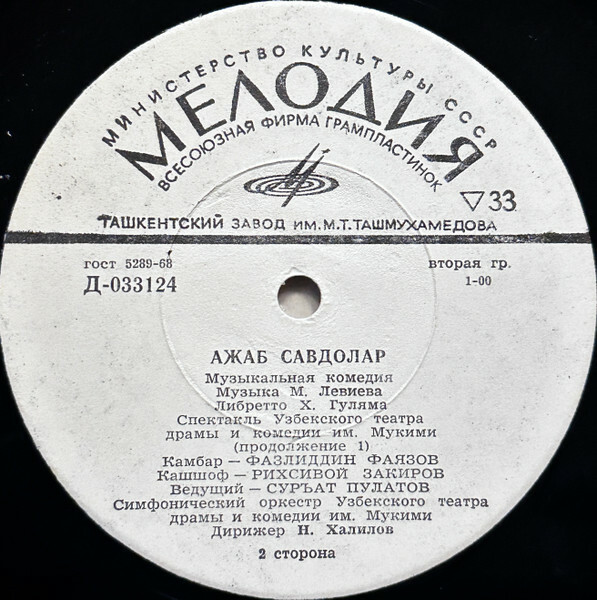 МИНИСТЕРСТВО КУЛЬТУРЫ СССР
МЕЛОДИЯ
ВСЕСОЮЗНАЯ ФИРМА ГРАМПЛАСТИНОК
▽33
ТАШКЕНТСКИЙ ЗАВОД ИМ. М.Т. ТАШМУХАМЕДОВА
гост 5289-68
вторая гр.
Д-033124
1-00
АЖАБ САВДОЛАР
Музыкальная комедия
Музыка М. Левиева
Либретто Х. Гуляма
Спектакль Узбекского театра
драмы и комедии им. Мукими
(продолжение 1)
Камбар – ФАЗЛИДДИН ФАЯЗОВ
Кашшоф – РИХСИВОЙ ЗАКИРОВ
Ведущий – СУРЪАТ ПУЛАТОВ
Симфонический оркестр Узбекского театра
драмы и комедии им. Мукими
Дирижер Н. Халилов
2 сторона